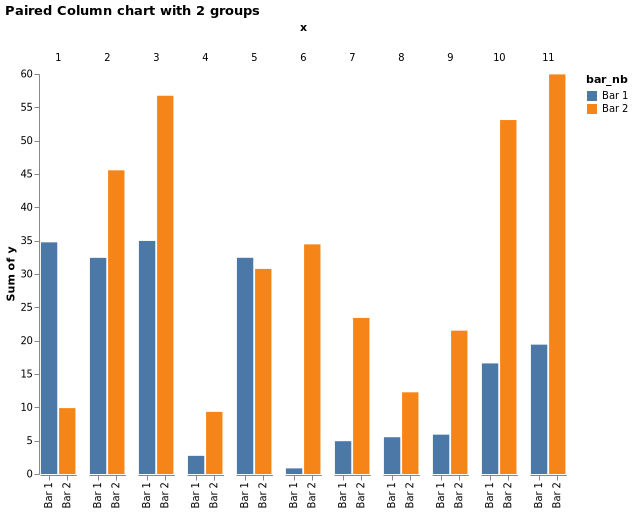 Paired Column chart with 2 groups
x
1 2 3 4 5 6 7 8 9 10 11
60
55
50
45
40
35
30
25
20
15
10
5
0
Sum of y
Bar 1 Bar 2 Bar 1 Bar 2 Bar 1 Bar 2 Bar 1 Bar 2 Bar 1 Bar 2 Bar 1 Bar 2 Bar 1 Bar 2 Bar 1 Bar 2 Bar 1 Bar 2 Bar 1 Bar 2 Bar 1 Bar 2
bar_nb
Bar 1
Bar 2